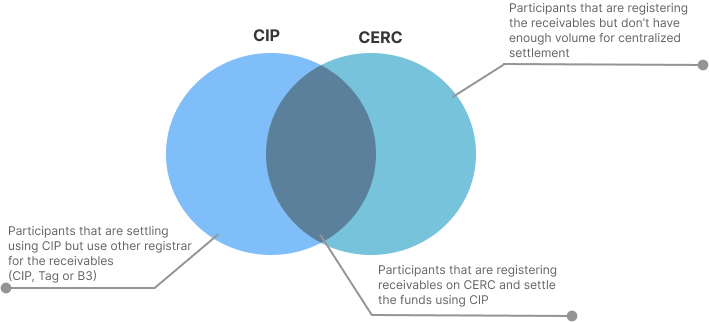 Participants that are registering
the receivables but don’t have
enough volume for centralized
settlement
CIP
CERC
Participants that are settling
using CIP but use other registrar
for the receivables
(CIP, Tag or B3)
Participants that are registering
receivables on CERC and settle
the funds using CIP